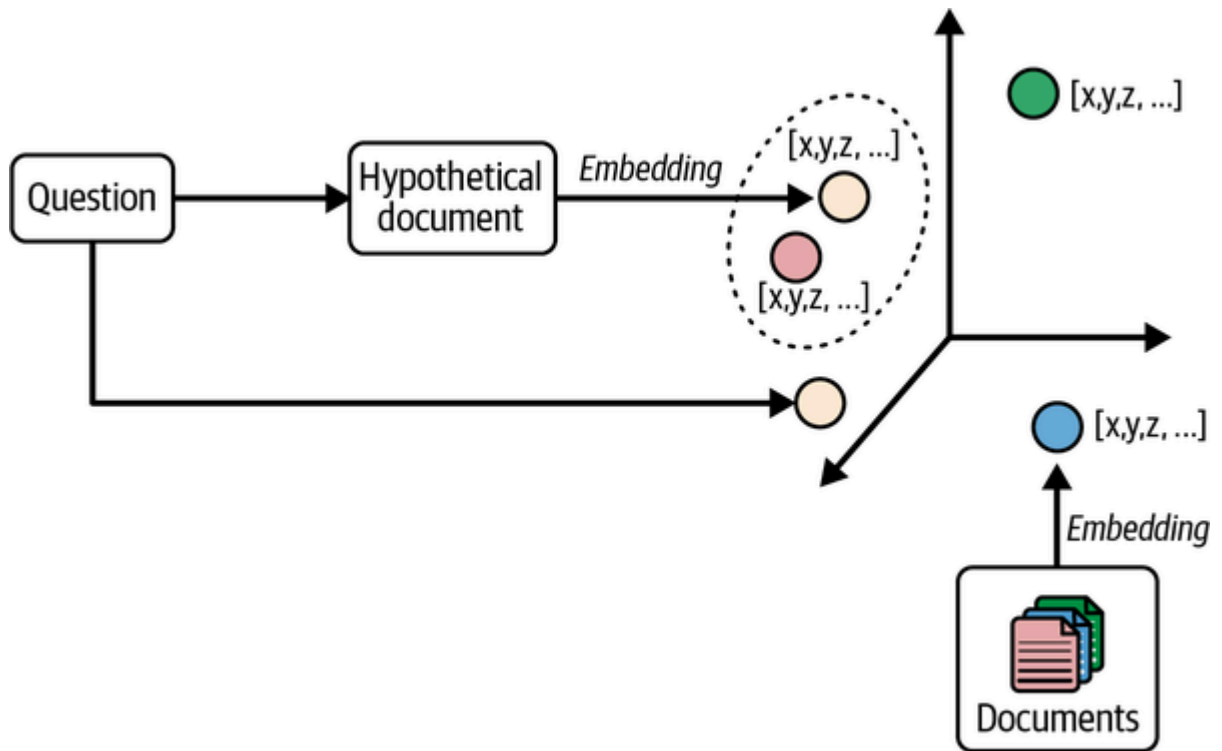 Question
Hypothetical
document
Embedding
[x,y,z, ...]
[x,y,z, ...]
[x,y,z, ...]
[x,y,z, ...]
Embedding
Documents